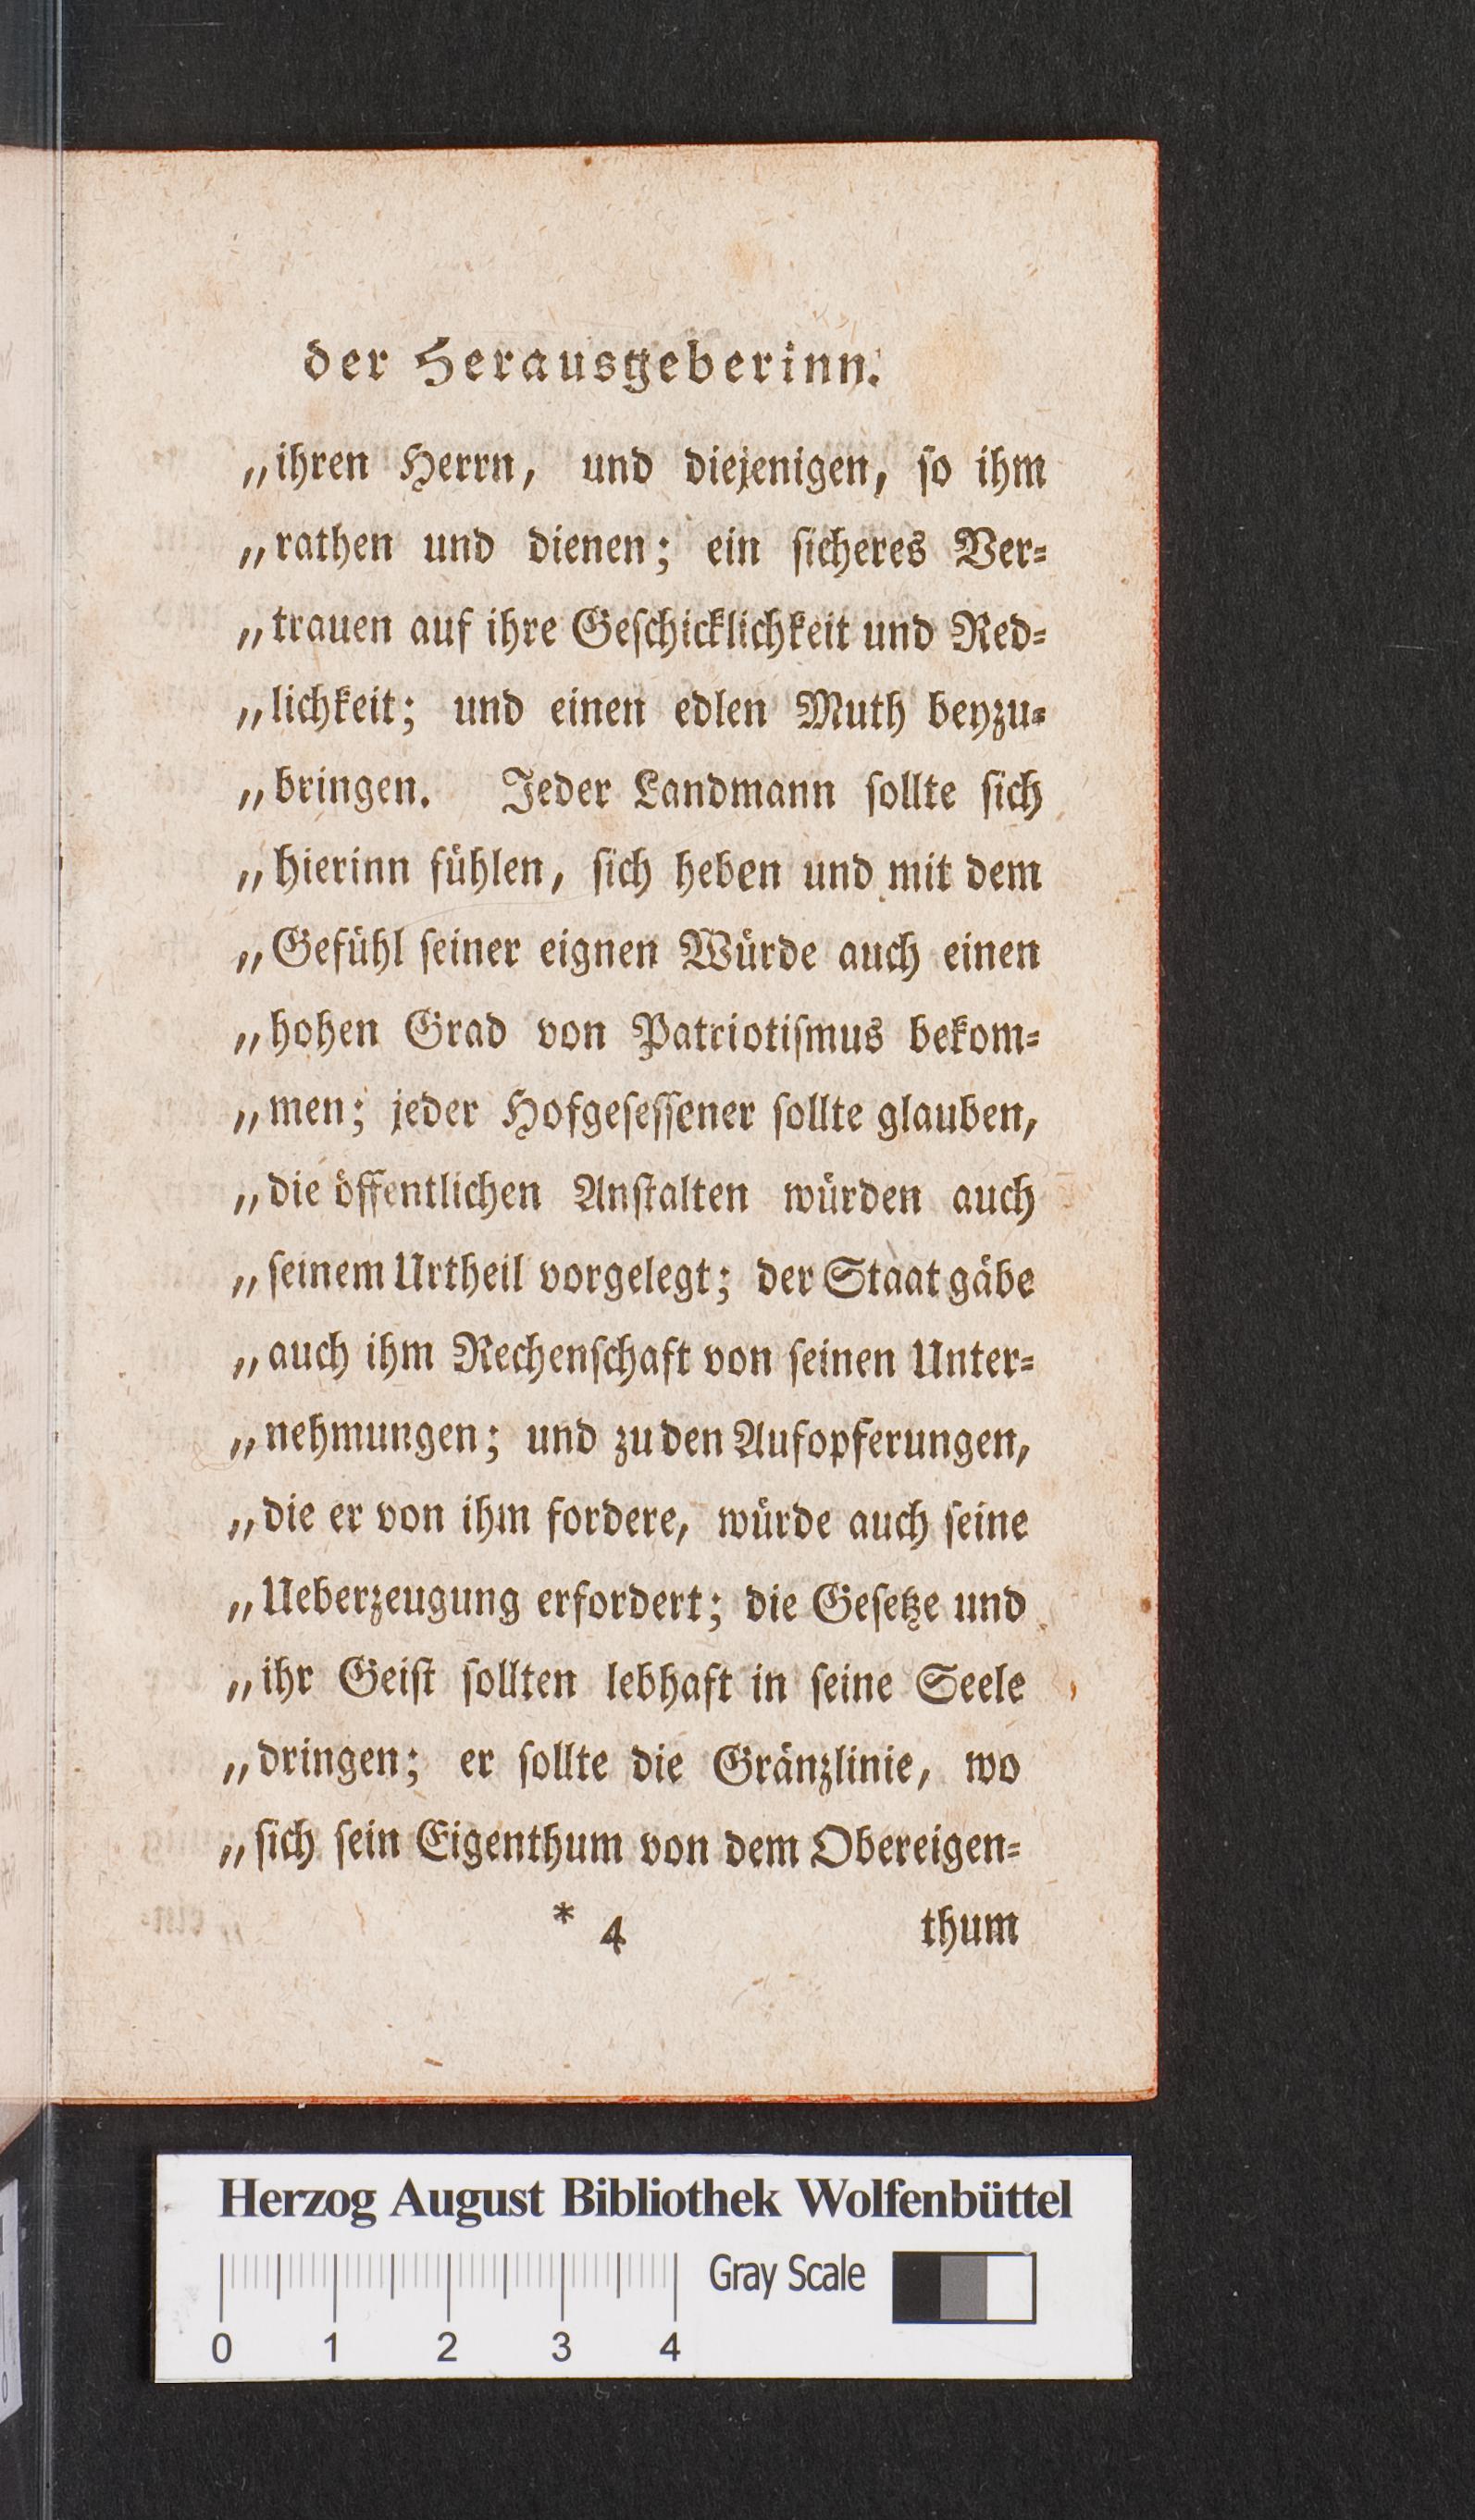 der Herausgeberinn.
„ihren Herrn, und diejenigen, ſo ihm
„rathen und dienen; ein ſicheres Ver⸗
„trauen auf ihre Geſchicklichkeit und Red⸗
„lichkeit; und einen edlen Muth beyzu⸗
„bringen. Jeder Landmann ſollte ſich
„hierinn fühlen, ſich heben und mit dem
„Gefühl ſeiner eignen Würde auch einen
„hohen Grad von Patriotiſmus bekom⸗
„men; jeder Hofgeſeſſener ſollte glauben,
„die öffentlichen Anſtalten würden auch
„ſeinem Urtheil vorgelegt; der Staat gäbe
„auch ihm Rechenſchaft von ſeinen Unter⸗
„nehmungen; und zu den Aufopferungen,
„die er von ihm fordere, würde auch ſeine
„Ueberzeugung erfordert; die Geſetze und
„ihr Geiſt ſollten lebhaft in ſeine Seele
„dringen; er ſollte die Gränzlinie, wo
„ſich ſein Eigenthum von dem Obereigen⸗
* 4 thum
Herzog August Bibliothek Wolfenbüttel
Gray Scale
0 1 2 3 4